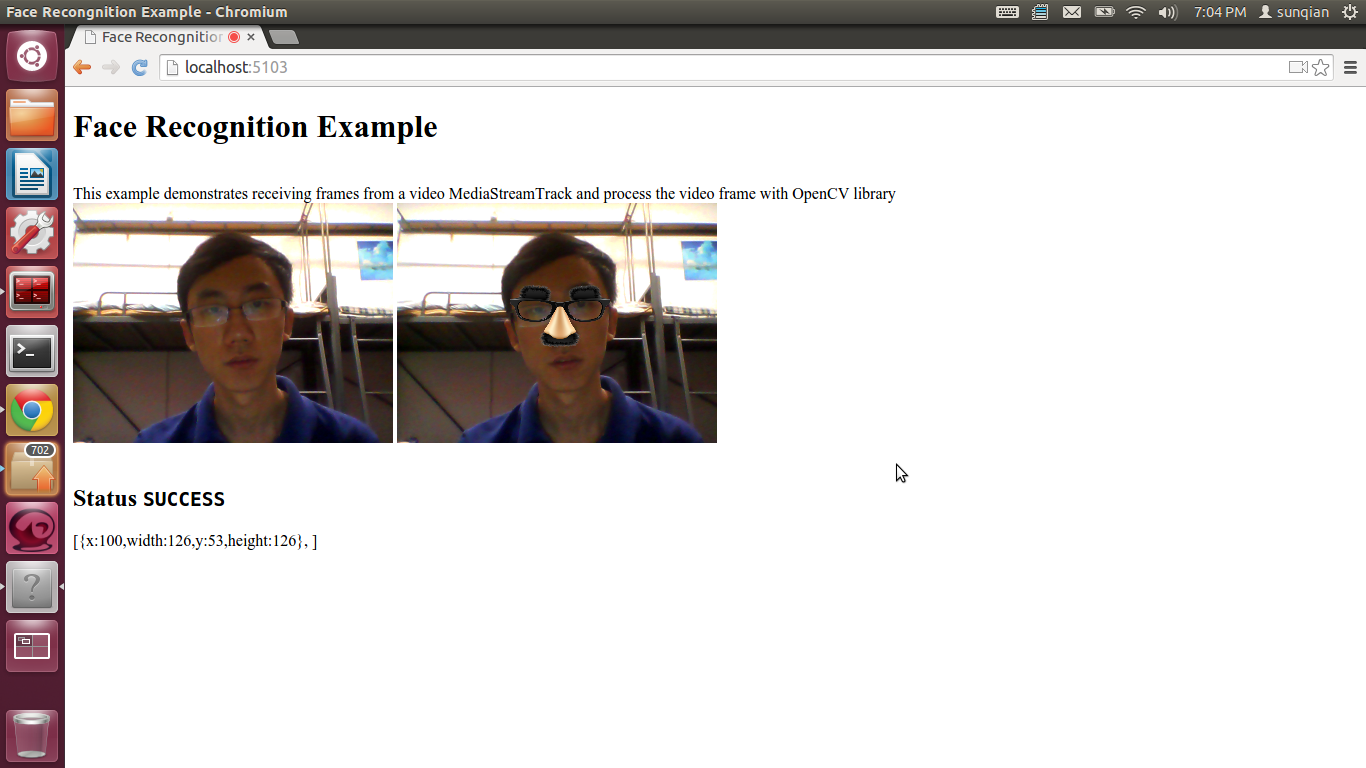 Face Recongnition Example - Chromium
7:04 PM
sunqian
Face Recongnition
localhost:5103
Face Recognition Example
This example demonstrates receiving frames from a video MediaStreamTrack and process the video frame with OpenCV library
702
Status SUCCESS
[{x:100,width:126,y:53,height:126}, ]